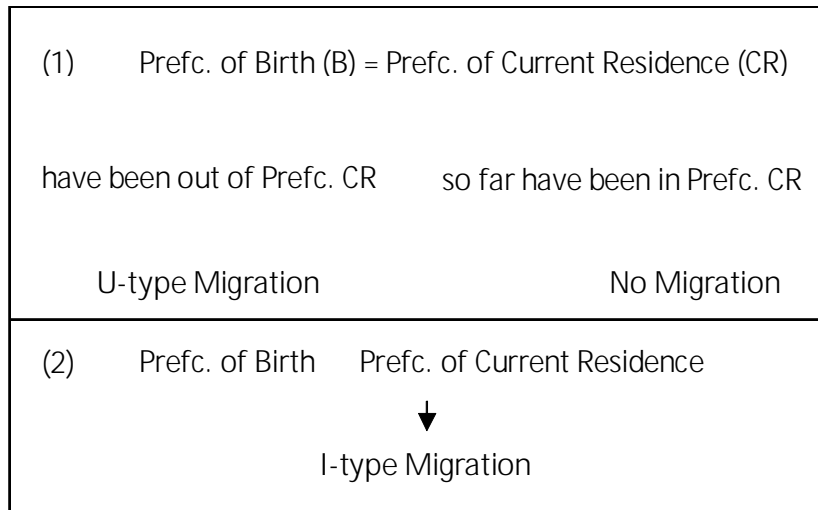 (1) Prefc. of Birth (B) = Prefc. of Current Residence (CR)
have been out of Prefc. CR so far have been in Prefc. CR
U-type Migration No Migration
(2) Prefc. of Birth Prefc. of Current Residence
I-type Migration